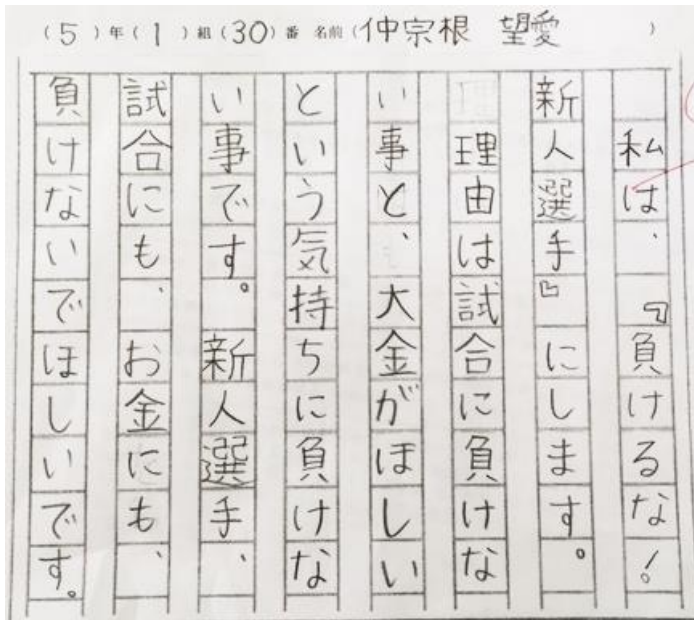 (5)年(1)組(30)番 名前(仲宗根 望愛)
私は、『負けるな!
新人選手』にします。
理由は試合に負けな
い事と、大金がほしい
という気持ちに負けな
い事です。新人選手、
試合にも、お金にも、
負けないでほしいです。